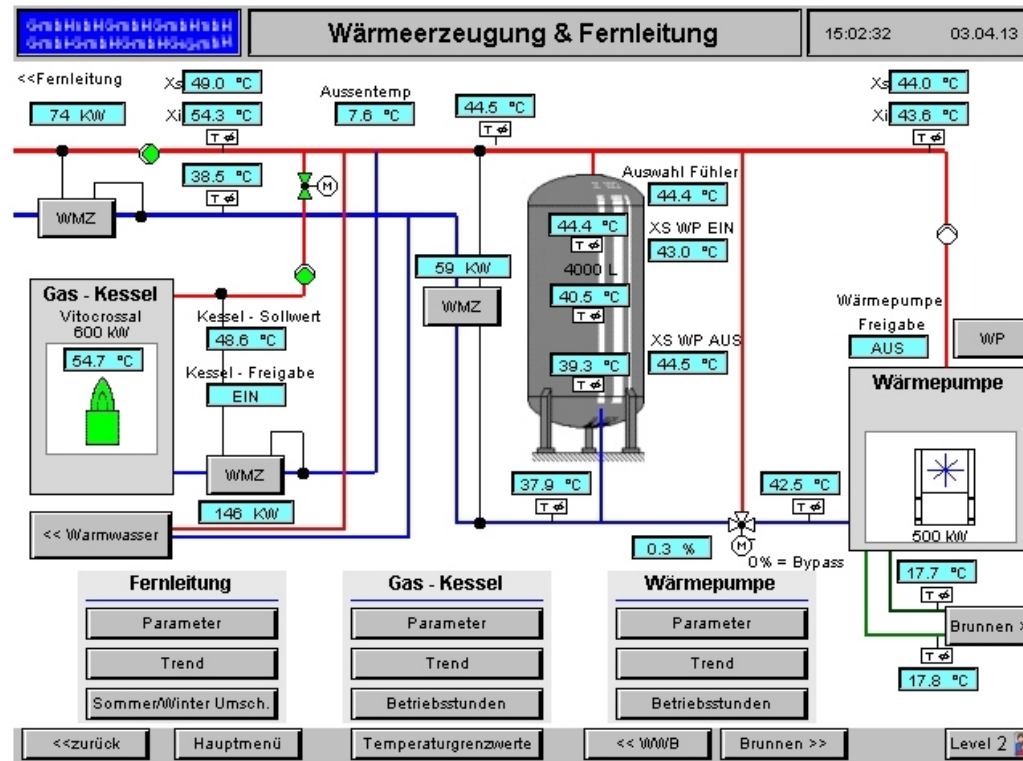 GmbHbHGmbHGmbHHmbH
Wärmeerzeugung & Fernleitung
15:02:32 03.04.13
<<Fernleitung
74 KW
Xs 49.0 °C
Xi 54.3 °C
T
38.5 °C
T
Aussentemp
7.6 °C
44.5 °C
T
Xs 44.0 °C
Xi 43.6 °C
T
WMZ
M
Auswahl Fühler
44.4 °C
XS WP EIN
43.0 °C
XS WP AUS
44.5 °C
44.4 °C
T
4000 L
40.5 °C
T
39.3 °C
T
59 KW
WMZ
Gas - Kessel
Vitocrossal
600 kW
54.7 °C
Kessel - Sollwert
48.6 °C
Kessel - Freigabe
EIN
WMZ
146 KW
<< Warmwasser
Wärmepumpe
Freigabe
AUS
WP
Wärmepumpe
500 kW
37.9 °C
T
42.5 °C
T
0.3 %
M
0% = Bypass
17.7 °C
T
Brunnen >
T
17.8 °C
Fernleitung
Parameter
Trend
Sommer/Winter Umsch.
Gas - Kessel
Parameter
Trend
Betriebsstunden
Wärmepumpe
Parameter
Trend
Betriebsstunden
<<zurück
Hauptmenü
Temperaturgrenzwerte
<< WWB
Brunnen >>
Level 2